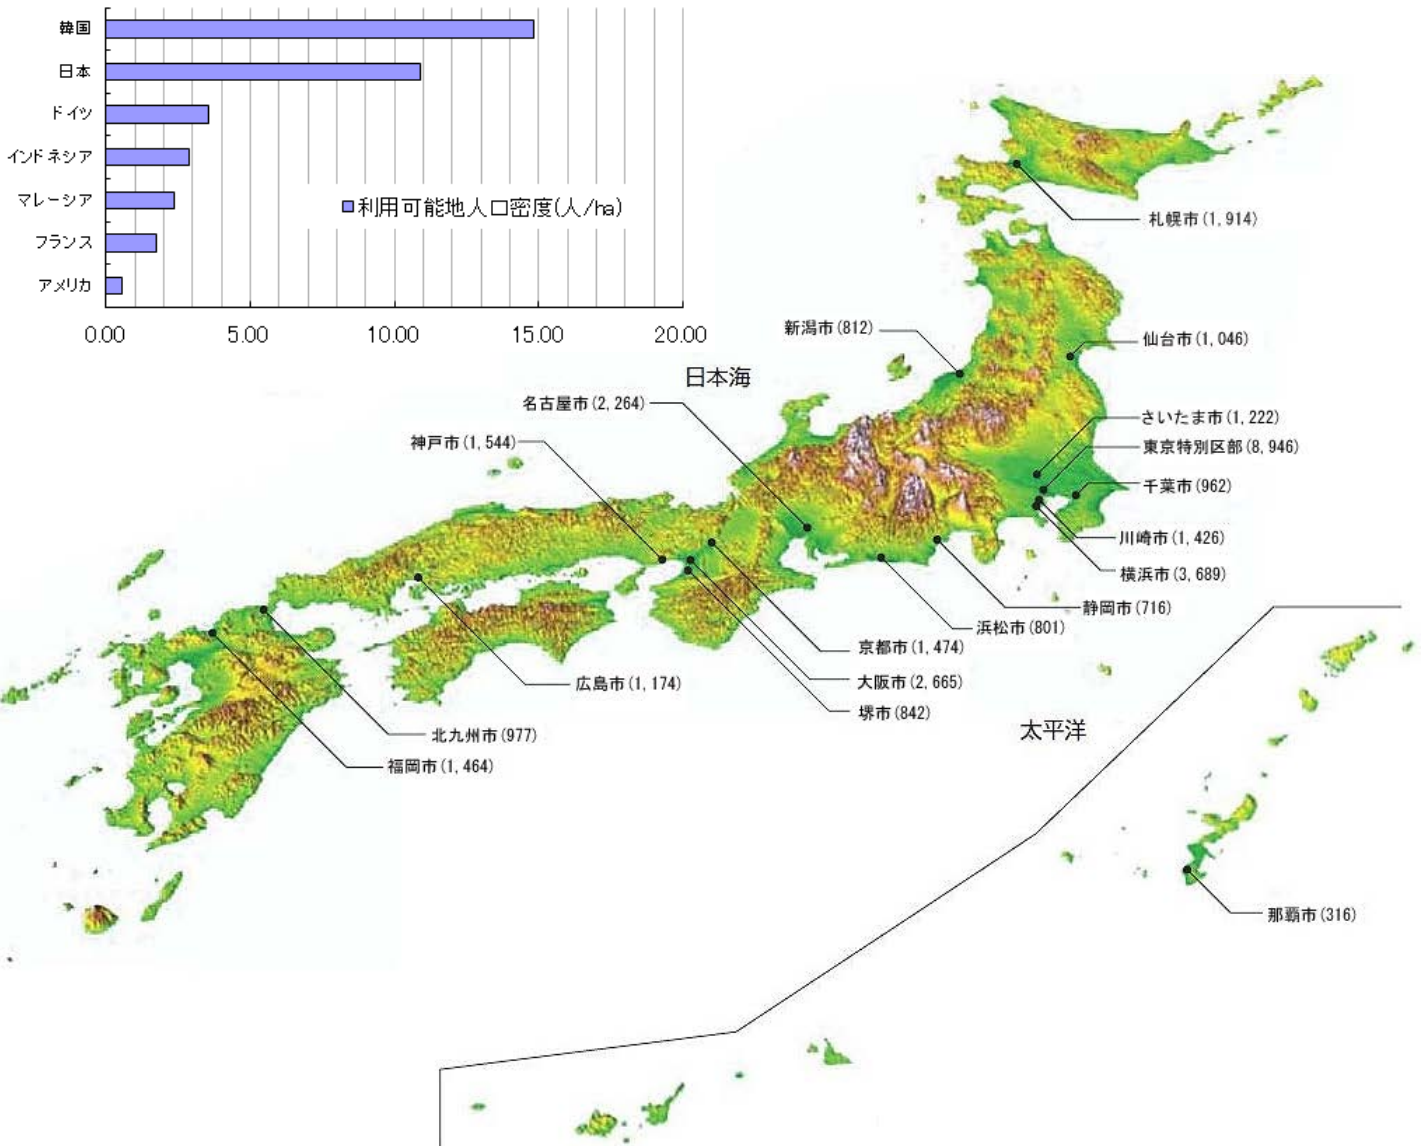 韓国
日本
ドイツ
インドネシア
マレーシア
フランス
アメリカ
利用可能地人口密度(人/ha)
0.00 5.00 10.00 15.00 20.00
札幌市(1,914)
新潟市(812)
仙台市(1,046)
日本海
名古屋市(2,264)
さいたま市(1,222)
神戸市(1,544)
東京特別区部(8,946)
千葉市(962)
川崎市(1,426)
横浜市(3,689)
静岡市(716)
浜松市(801)
京都市(1,474)
広島市(1,174)
大阪市(2,665)
堺市(842)
太平洋
北九州市(977)
福岡市(1,464)
那覇市(316)